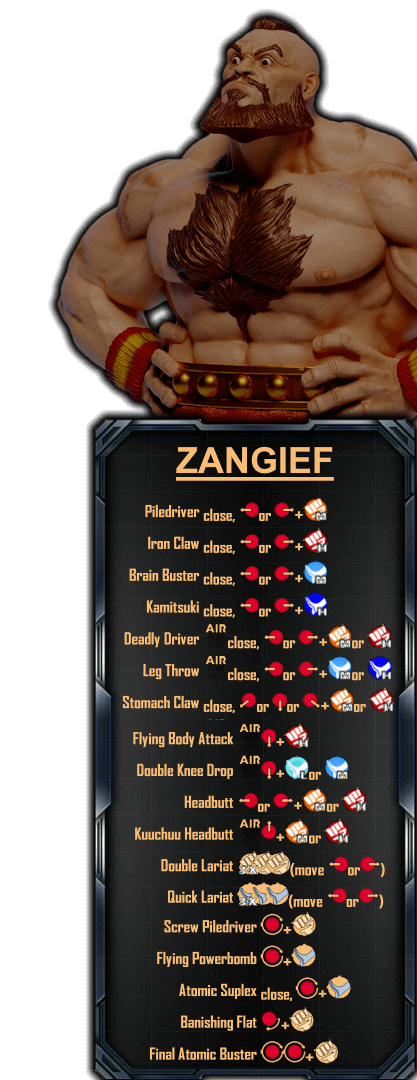 ZANGIEF
Piledriver close, or +
Iron Claw close, or +
Brain Buster close, or +
Kamitsuki close, or +
Deadly Driver AIR close, or + or
Leg Throw AIR close, or + or
Stomach Claw close, or or + or
Flying Body Attack AIR +
Double Knee Drop AIR + or
Headbutt or + or
Kuuchuu Headbutt AIR + or
Double Lariat (move or )
Quick Lariat (move or )
Screw Piledriver +
Flying Powerbomb +
Atomic Suplex close, +
Banishing Flat +
Final Atomic Buster +